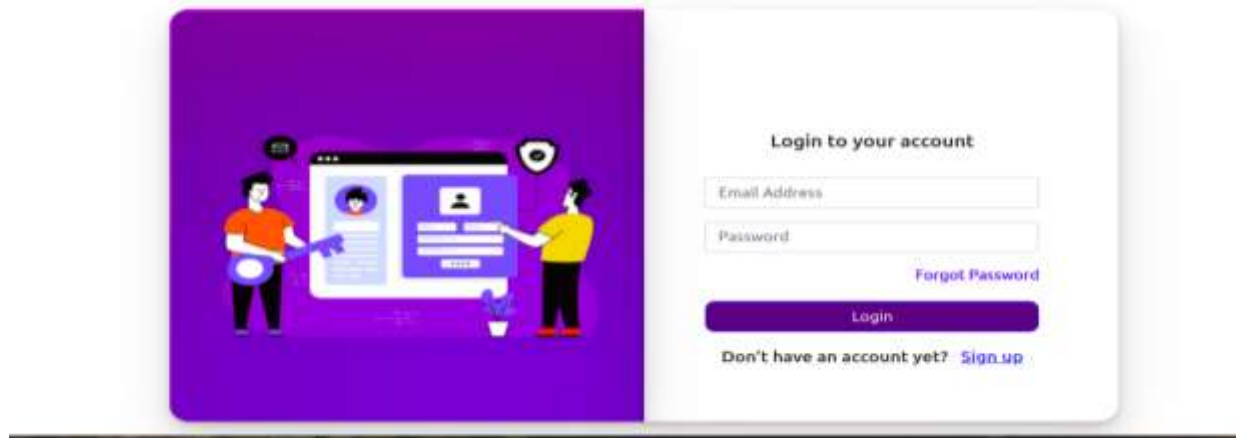 Login to your account
Email Address
Password
Forgot Password
Login
Don't have an account yet? Sign up